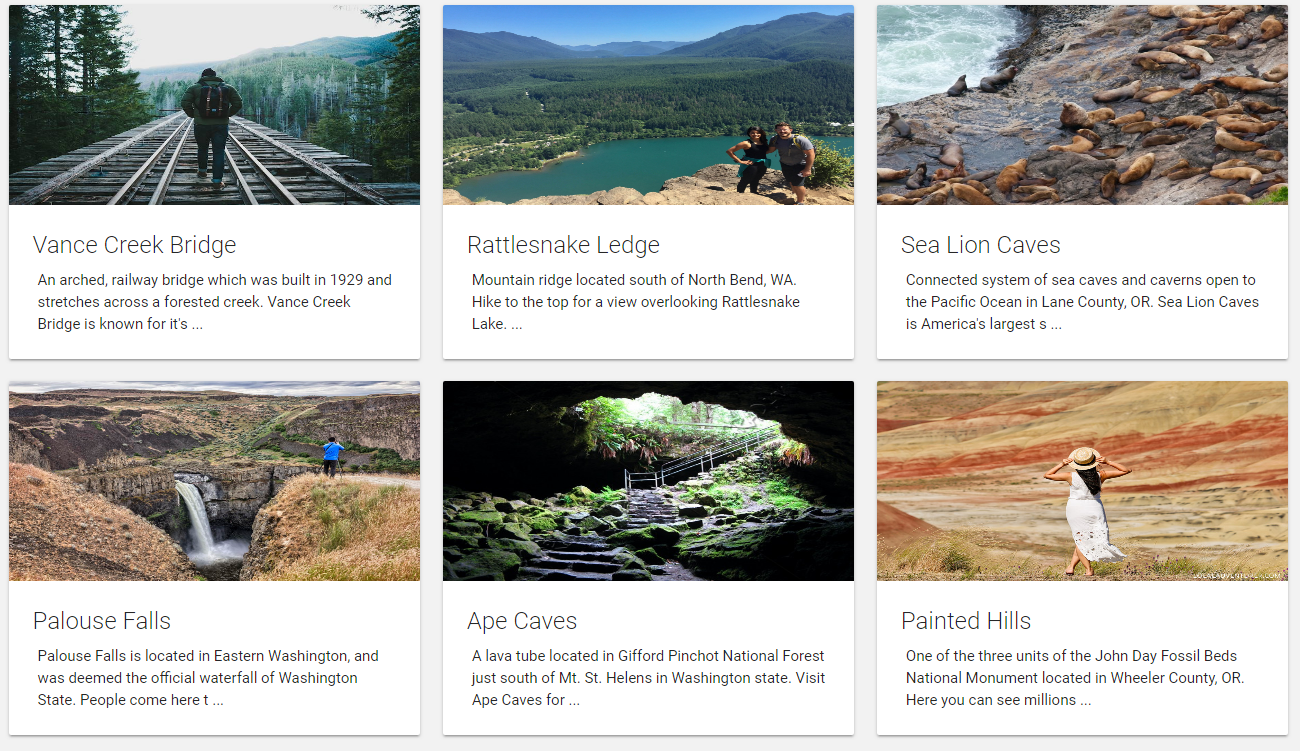 Vance Creek Bridge
An arched, railway bridge which was built in 1929 and
stretches across a forested creek. Vance Creek
Bridge is known for it's ...
Rattlesnake Ledge
Mountain ridge located south of North Bend, WA.
Hike to the top for a view overlooking Rattlesnake
Lake. ...
Sea Lion Caves
Connected system of sea caves and caverns open to
the Pacific Ocean in Lane County, OR. Sea Lion Caves
is America's largest s ...
Palouse Falls
Palouse Falls is located in Eastern Washington, and
was deemed the official waterfall of Washington
State. People come here t ...
Ape Caves
A lava tube located in Gifford Pinchot National Forest
just south of Mt. St. Helens in Washington state. Visit
Ape Caves for ...
Painted Hills
One of the three units of the John Day Fossil Beds
National Monument located in Wheeler County, OR.
Here you can see millions ...